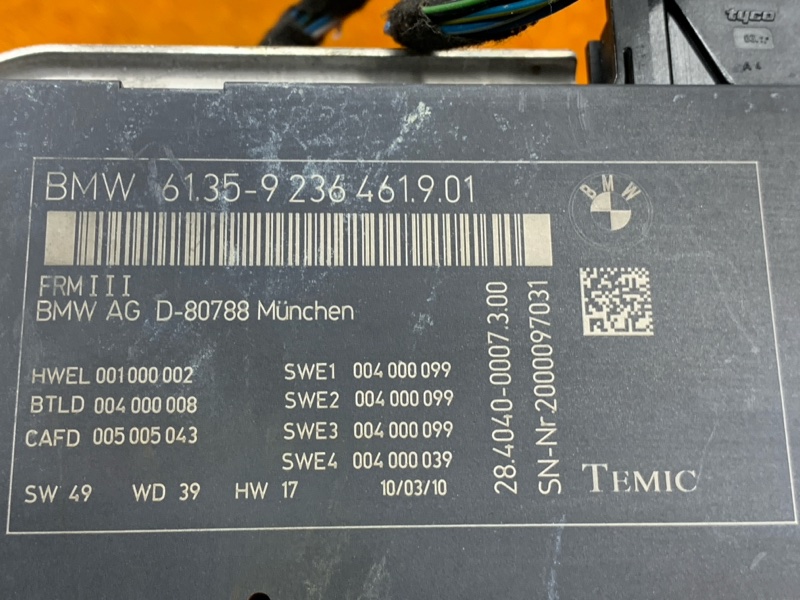 tyco
A 4
BMW 61.35-9 236 461.9.01
BMW
FRM III
BMW AG D-80788 München
HWEL 001 000 002
BTLD 004 000 008
CAFD 005 005 043
SWE1 004 000 099
SWE2 004 000 099
SWE3 004 000 099
SWE4 004 000 039
SW 49 WD 39 HW 17 10/03/10
28.4040-0007.3.00
SN-Nr.2000097031
TEMIC